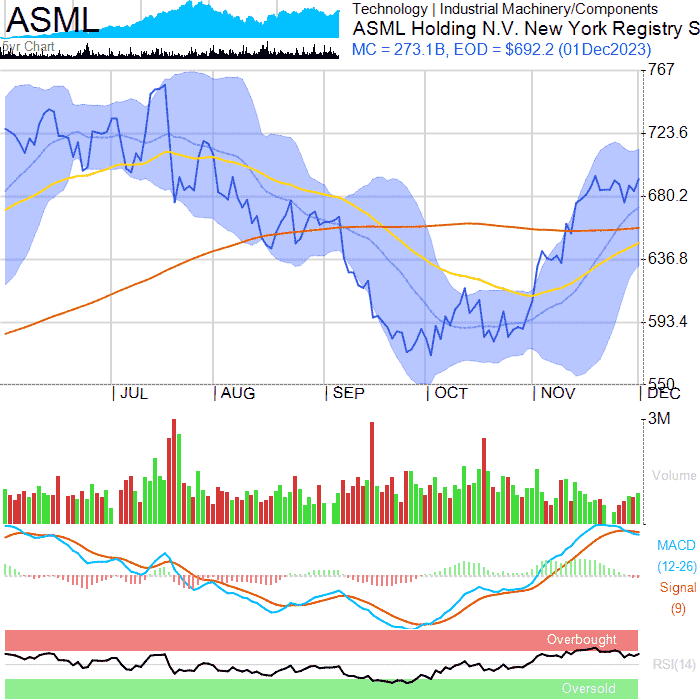 ASML
Technology | Industrial Machinery/Components
ASML Holding N.V. New York Registry S
5yr Chart
MC = 273.1B, EOD = $692.2 (01Dec2023)
767
723.6
680.2
636.8
593.4
550
JUL
AUG
SEP
OCT
NOV
DEC
3M
Volume
MACD
(12-26)
Signal
(9)
Overbought
RSI(14)
Oversold